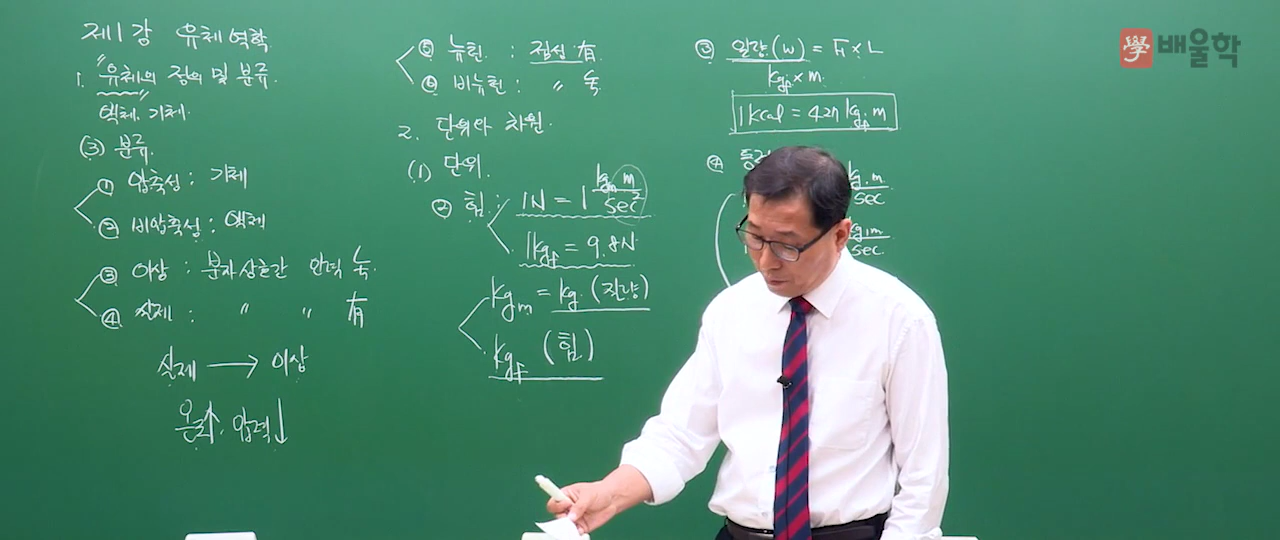 제1강 유체역학
1. "유체"의 정의 및 분류.
액체. 기체.
(3) 분류.
① 압축성 : 기체
② 비압축성 : 액체
③ 이상 : 분자상호간 인력
④ 실제 : 〃 〃 有
실제 → 이상
온도↑. 압력↓
⑤ 뉴턴 : 점성 有.
⑥ 비뉴턴 : 〃
2. 단위와 차원.
(1) 단위.
② 힘 : 1N = 1 kgm m / sec²
1kgf = 9.8N
kgm = kg. (질량)
kgf (힘)
③ 일량. (W) = F × L
kgf × m.
1kcal = 427 kgf m
④
kg. m / sec
kgm / sec.
學 배울학